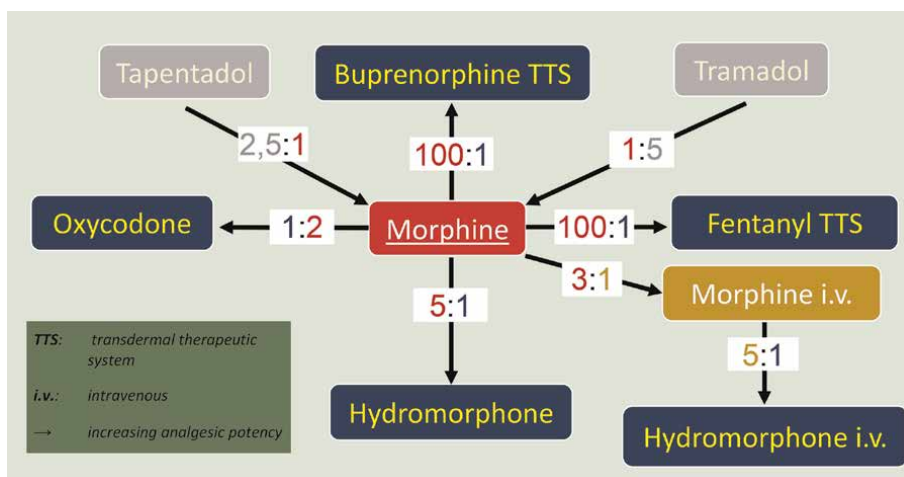 Tapentadol
Buprenorphine TTS
Tramadol
2,5:1
100:1
1:5
Oxycodone
1:2
Morphine
100:1
Fentanyl TTS
3:1
Morphine i.v.
5:1
5:1
TTS: transdermal therapeutic
system
i.v.: intravenous
→ increasing analgesic potency
Hydromorphone
Hydromorphone i.v.